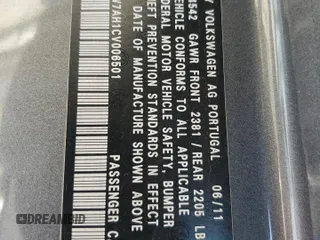 Y VOLKSWAGEN AG PORTUGAL 06/11
GAWR FRONT 2381 / REAR 2205 LB
VEHICLE CONFORMS TO ALL APPLICABLE
DERAL MOTOR VEHICLE SAFETY, BUMPER
EFT PREVENTION STANDARDS IN EFFECT
DATE OF MANUFACTURE SHOWN ABOVE
7AH1CV006501 PASSENGER C
DREAMBID